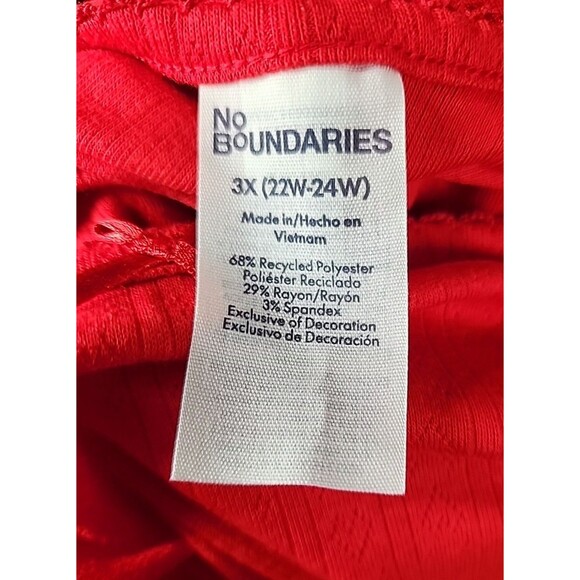 No
BoUNDARIES
3X (22W-24W)
Made in/Hecho en
Vietnam
68% Recycled Polyester
Poliéster Reciclado
29% Rayon/Rayón
3% Spandex
Exclusive of Decoration
Exclusivo de Decoración